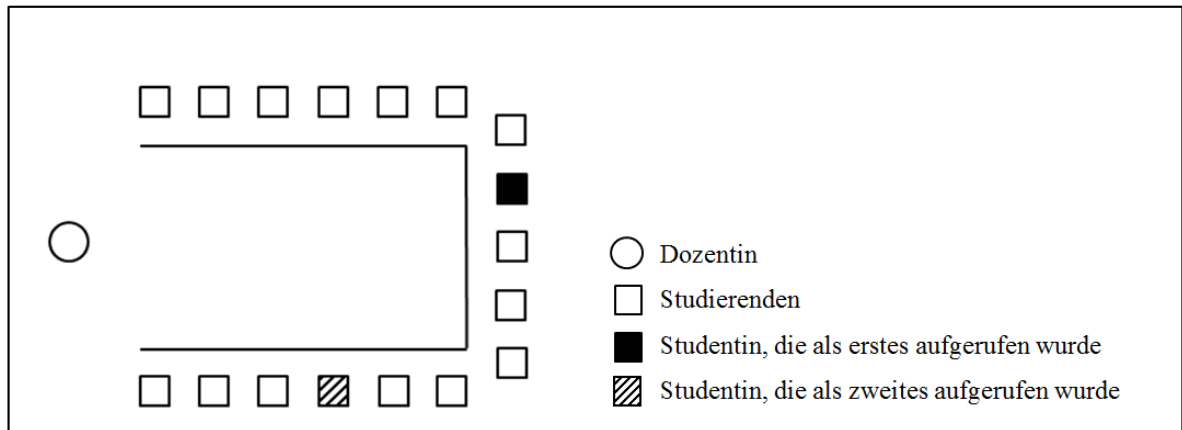 Dozentin
Studierenden
Studentin, die als erstes aufgerufen wurde
Studentin, die als zweites aufgerufen wurde